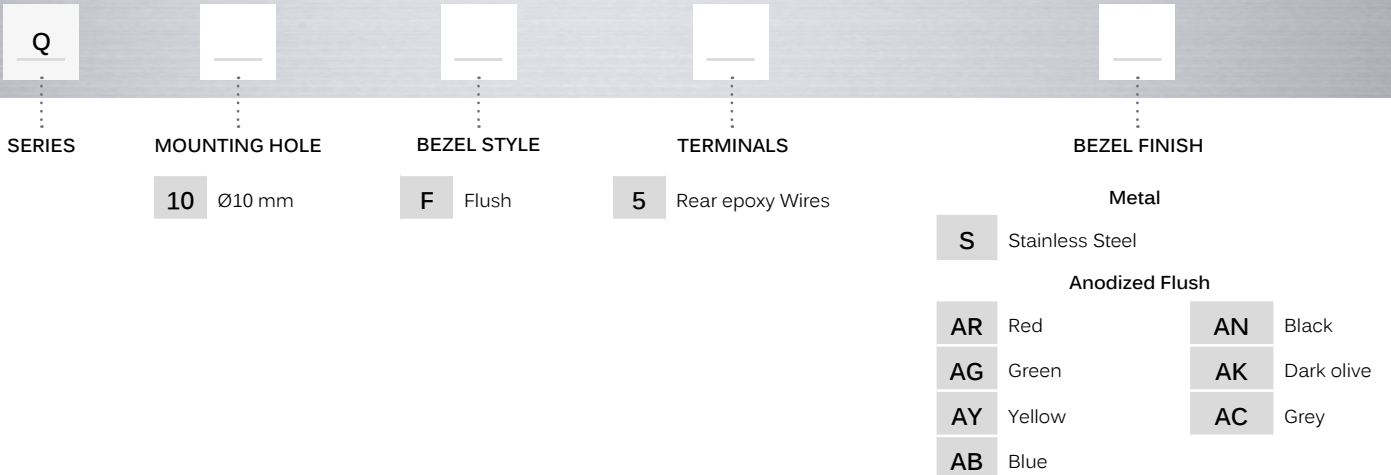 Q
SERIES
MOUNTING HOLE
BEZEL STYLE
TERMINALS
BEZEL FINISH
10 Ø10 mm
F Flush
5 Rear epoxy Wires
Metal
S Stainless Steel
Anodized Flush
AR Red
AN Black
AG Green
AK Dark olive
AY Yellow
AC Grey
AB Blue